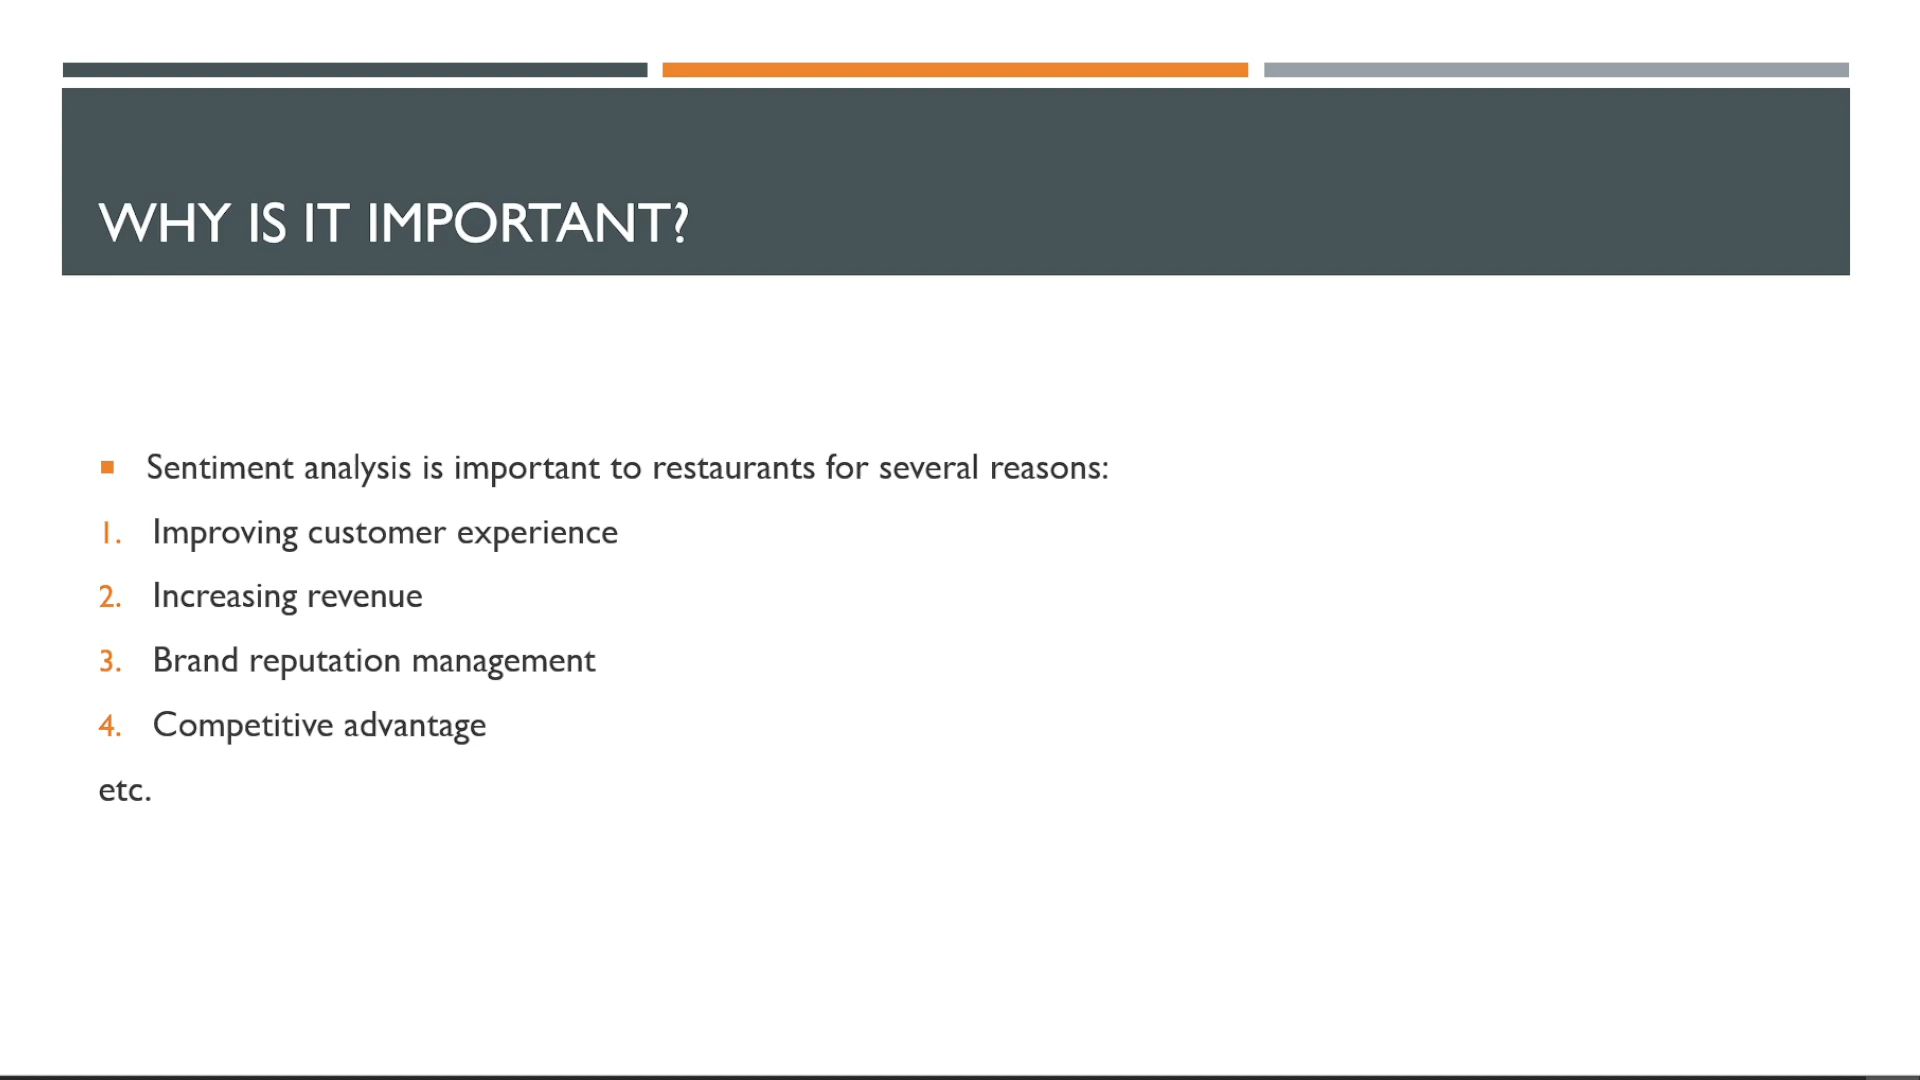 WHY IS IT IMPORTANT?
▪ Sentiment analysis is important to restaurants for several reasons:
1. Improving customer experience
2. Increasing revenue
3. Brand reputation management
4. Competitive advantage
etc.